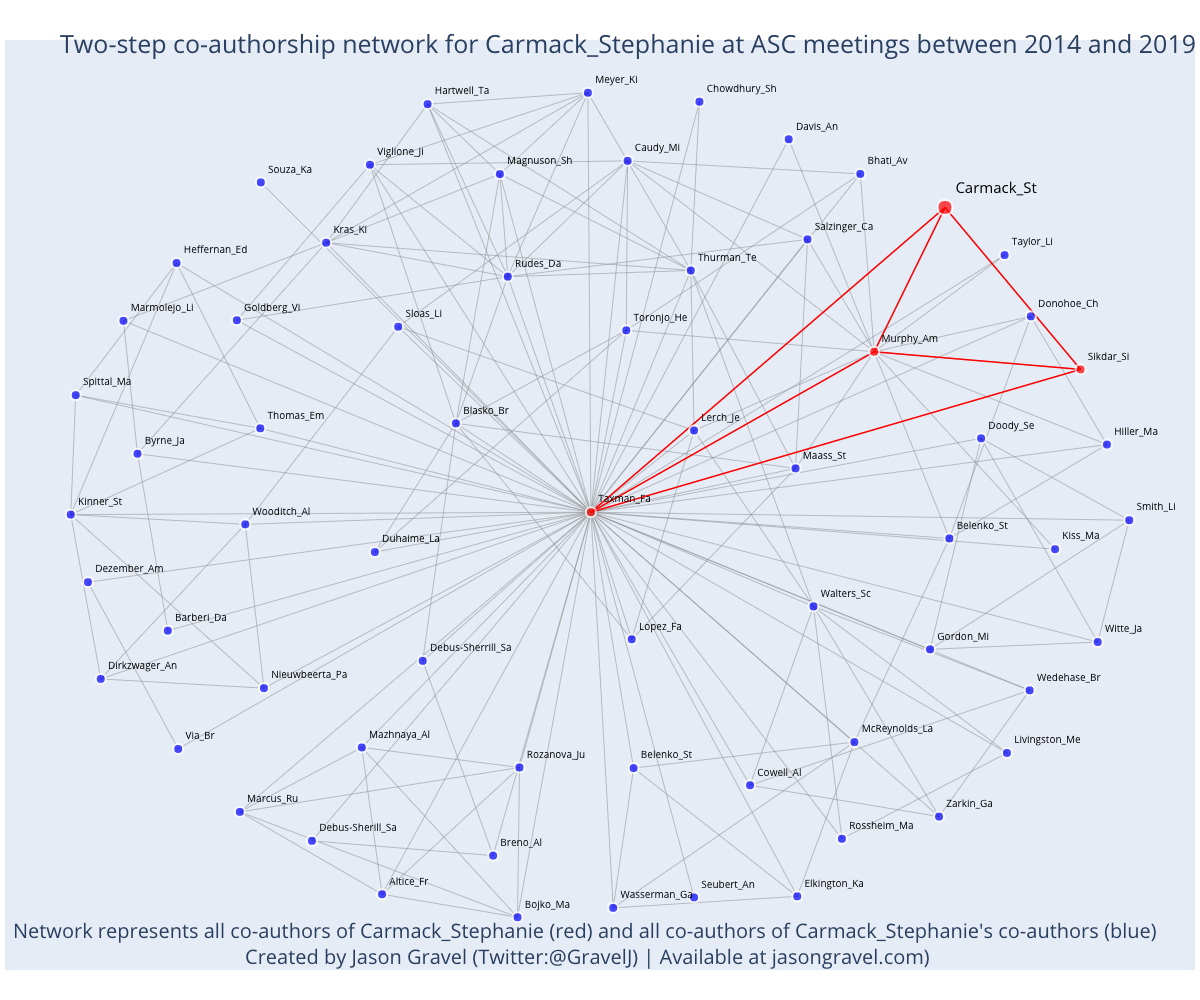 Two-step co-authorship network for Carmack_Stephanie at ASC meetings between 2014 and 2019
Meyer_Ki
Hartwell_Ta
Chowdhury_Sh
Davis_An
Caudy_Mi
Viglione_Ji
Magnuson_Sh
Bhati_Av
Souza_Ka
Carmack_St
Kras_Ki
Salzinger_Ca
Taylor_Li
Heffernan_Ed
Rudes_Da
Thurman_Te
Marmolejo_Li
Goldberg_Vi
Donohoe_Ch
Sloas_Li
Toronjo_He
Murphy_Am
Sikdar_Si
Spittal_Ma
Blasko_Br
Thomas_Em
Lerch_Je
Doody_Se
Hiller_Ma
Byrne_Ja
Maass_St
Kinner_St
Taxman_Fa
Smith_Li
Wooditch_Al
Belenko_St
Kiss_Ma
Duhaime_La
Dezember_Am
Walters_Sc
Barberi_Da
Lopez_Fa
Witte_Ja
Gordon_Mi
Debus-Sherrill_Sa
Dirkzwager_An
Nieuwbeerta_Pa
Wedehase_Br
McReynolds_La
Via_Br
Mazhnaya_Al
Livingston_Me
Rozanova_Ju
Belenko_St
Cowell_Al
Marcus_Ru
Zarkin_Ga
Debus-Sherill_Sa
Rossheim_Ma
Breno_Al
Altice_Fr
Seubert_An
Elkington_Ka
Wasserman_Ga
Bojko_Ma
Network represents all co-authors of Carmack_Stephanie (red) and all co-authors of Carmack_Stephanie's co-authors (blue)
Created by Jason Gravel (Twitter:@GravelJ) | Available at jasongravel.com)